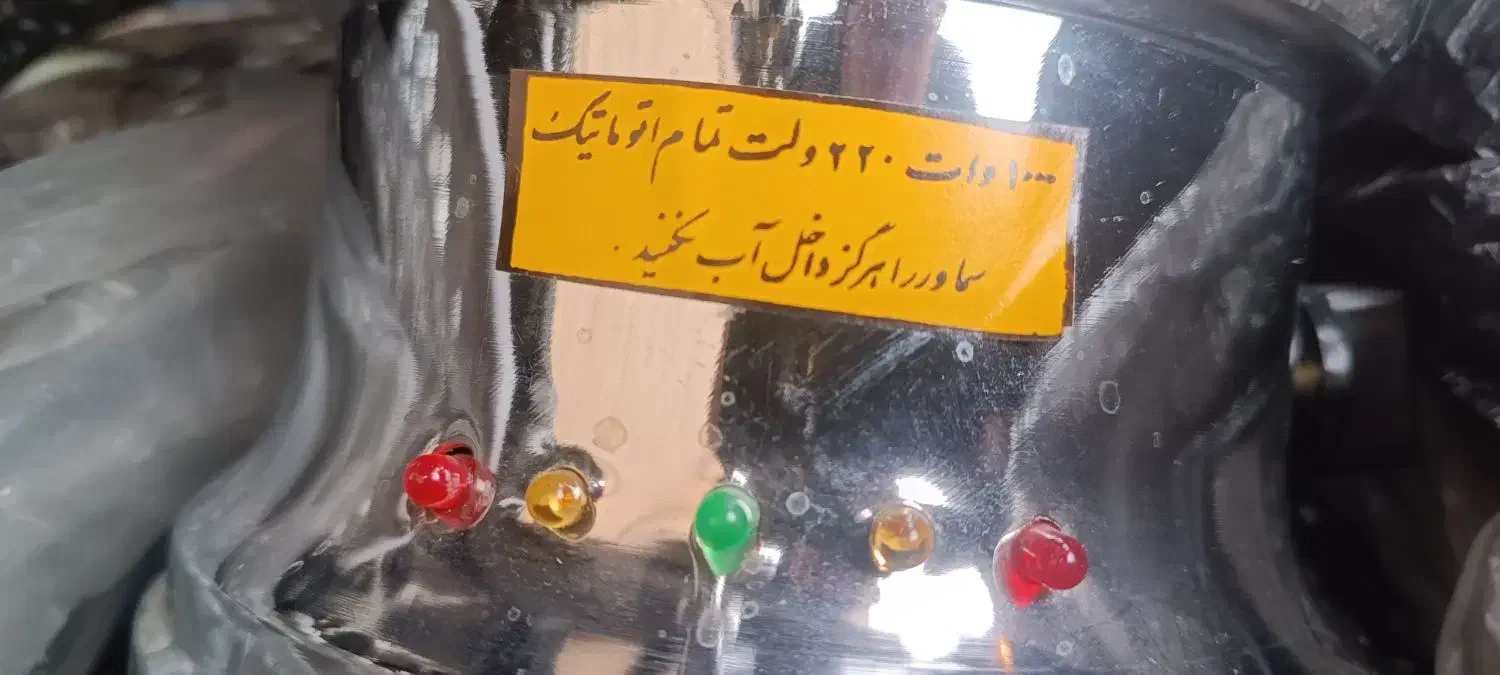 ۱۰۰۰ وات ۲۲۰ ولت تمام اتوماتیک
سماور را هرگز داخل آب نکنید.